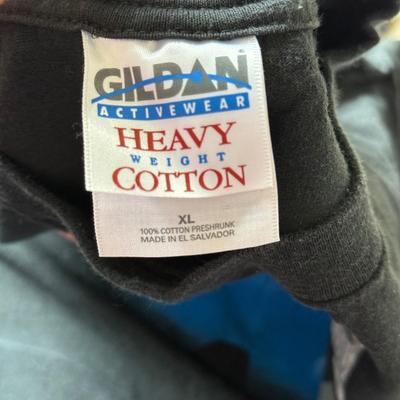 GILDAN®
ACTIVEWEAR
HEAVY
WEIGHT
COTTON
XL
100% COTTON PRESHRUNK
MADE IN EL SALVADOR